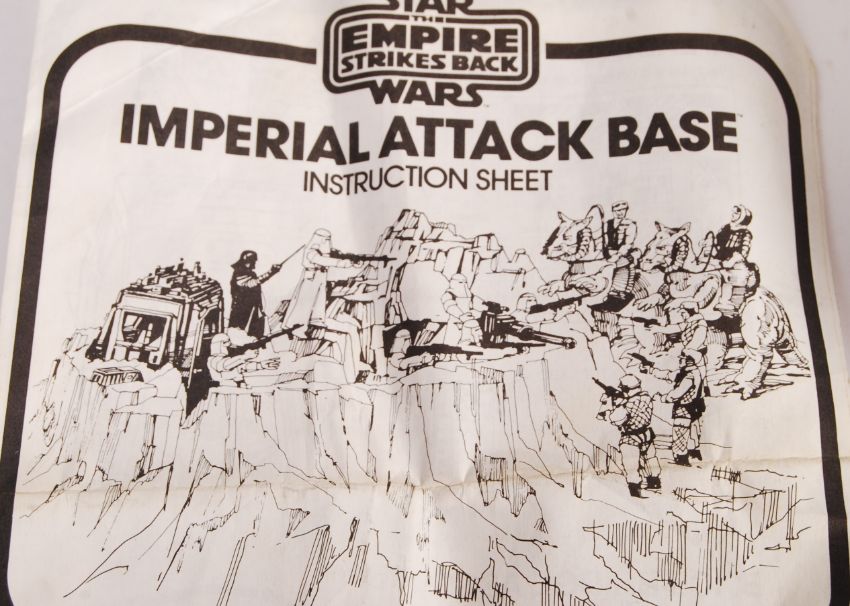 STAR
THE
EMPIRE
STRIKES BACK
WARS
IMPERIAL ATTACK BASE
INSTRUCTION SHEET